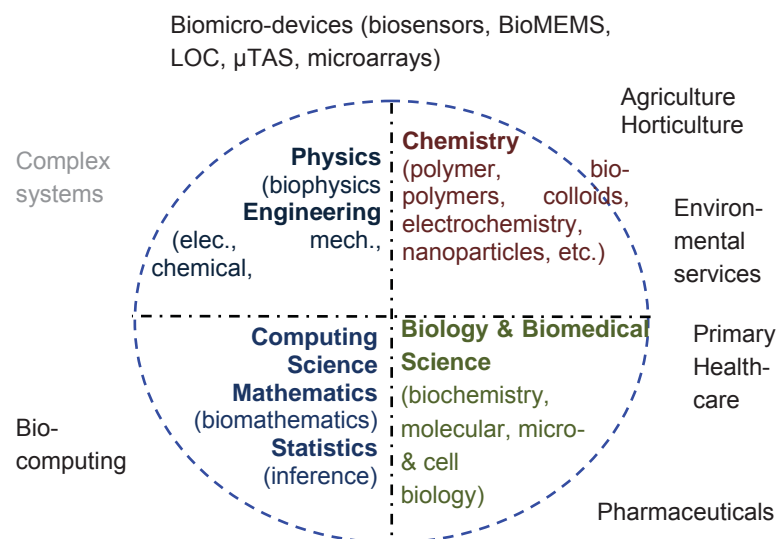 Biomicro-devices (biosensors, BioMEMS,
LOC, µTAS, microarrays)
Agriculture
Horticulture
Complex
systems
Physics
(biophysics
Engineering
(elec., mech.,
chemical,
Chemistry
(polymer, bio-
polymers, colloids,
electrochemistry,
nanoparticles, etc.)
Environ-
mental
services
Computing
Science
Mathematics
(biomathematics)
Statistics
(inference)
Biology & Biomedical
Science
(biochemistry,
molecular, micro-
& cell
biology)
Primary
Health-
care
Bio-
computing
Pharmaceuticals